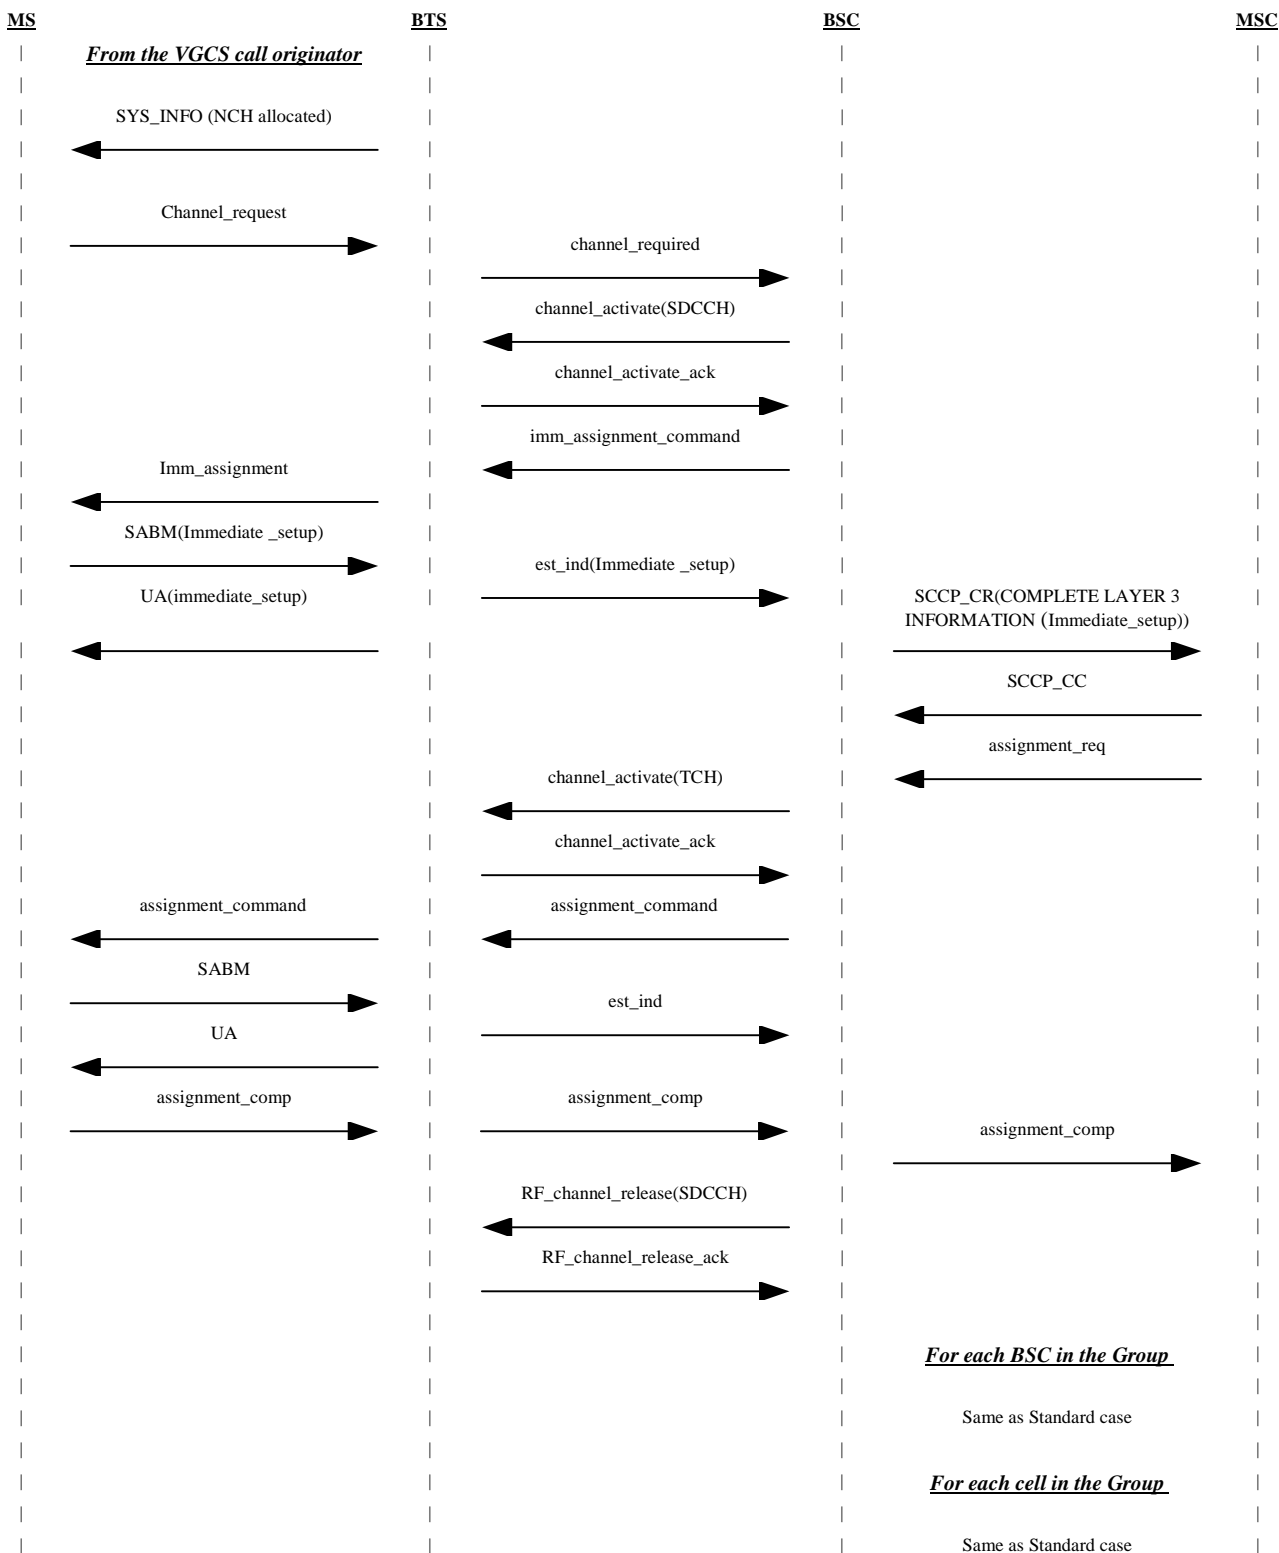 MS BTS BSC MSC
From the VGCS call originator
SYS_INFO (NCH allocated)
Channel_request
channel_required
channel_activate(SDCCH)
channel_activate_ack
imm_assignment_command
Imm_assignment
SABM(Immediate _setup)
est_ind(Immediate _setup)
UA(immediate_setup)
SCCP_CR(COMPLETE LAYER 3
INFORMATION (Immediate_setup))
SCCP_CC
assignment_req
channel_activate(TCH)
channel_activate_ack
assignment_command assignment_command
SABM
est_ind
UA
assignment_comp assignment_comp
assignment_comp
RF_channel_release(SDCCH)
RF_channel_release_ack
For each BSC in the Group
Same as Standard case
For each cell in the Group
Same as Standard case